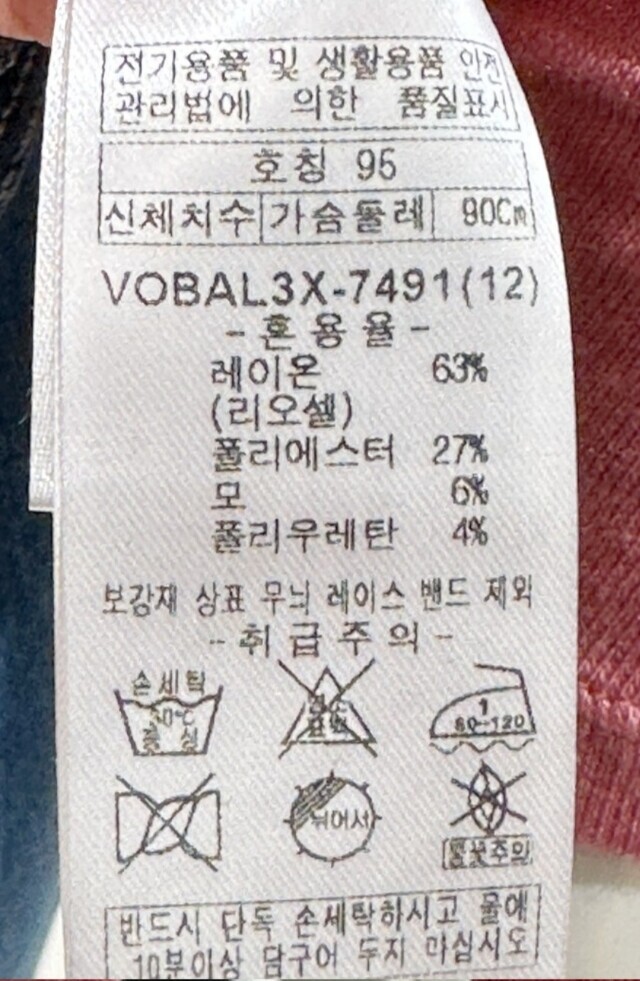 전기용품 및 생활용품 안전
관리법에 의한 품질표시
호칭 95
신체치수 가슴둘레 90Cm
VOBAL3X-7491(12)
-혼용율-
레이온 63%
(리오셀)
폴리에스터 27%
모 6%
폴리우레탄 4%
보강재 상표 무늬 레이스 밴드 제외
-취급주의-
손세탁
30℃
중성
염소
표백
1
80~120
뉘어서
불꽃주의
반드시 단독 손세탁하시고 물에
10분이상 담구어 두지 마십시오